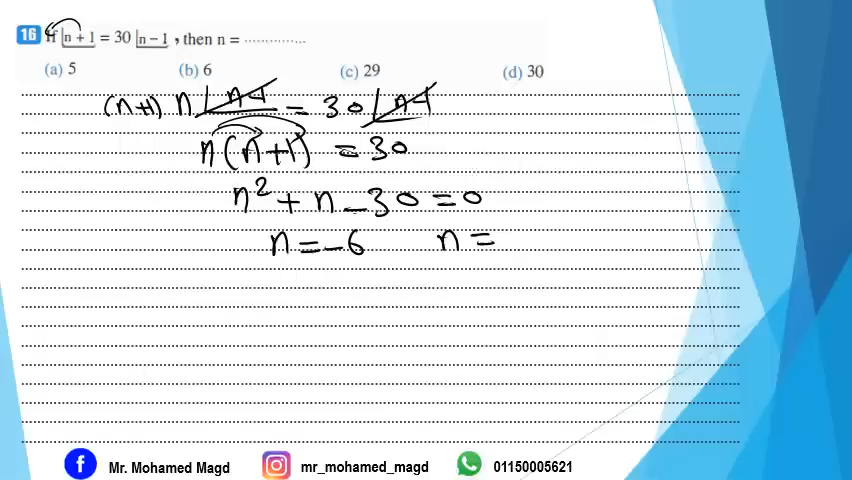 16 If |n + 1 = 30 |n − 1 , then n = ...............
(a) 5 (b) 6 (c) 29 (d) 30
(n+1) n |n-1 = 30 |n-1
n(n+1) = 30
n² + n - 30 = 0
n = -6 n =
Mr. Mohamed Magd mr_mohamed_magd 01150005621